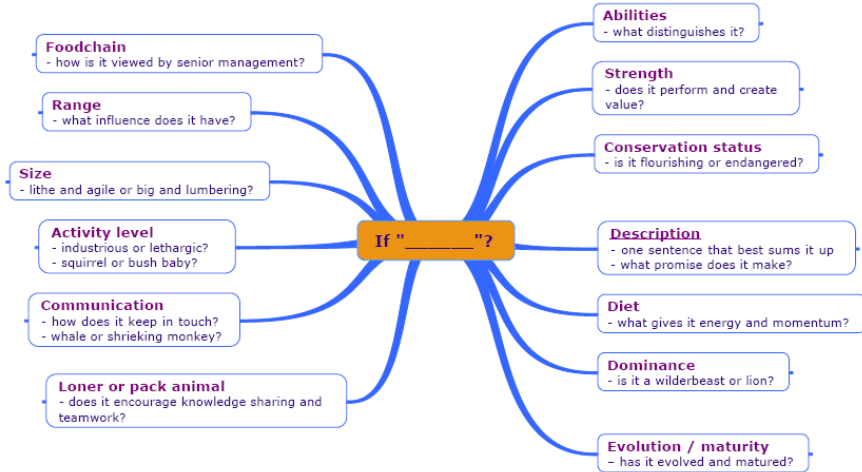 Foodchain
- how is it viewed by senior management?
Range
- what influence does it have?
Size
- lithe and agile or big and lumbering?
Activity level
- industrious or lethargic?
- squirrel or bush baby?
Communication
- how does it keep in touch?
- whale or shrieking monkey?
Loner or pack animal
- does it encourage knowledge sharing and
teamwork?
If "________"?
Abilities
- what distinguishes it?
Strength
- does it perform and create
value?
Conservation status
- is it flourishing or endangered?
Description
- one sentence that best sums it up
- what promise does it make?
Diet
- what gives it energy and momentum?
Dominance
- is it a wilderbeast or lion?
Evolution / maturity
– has it evolved and matured?